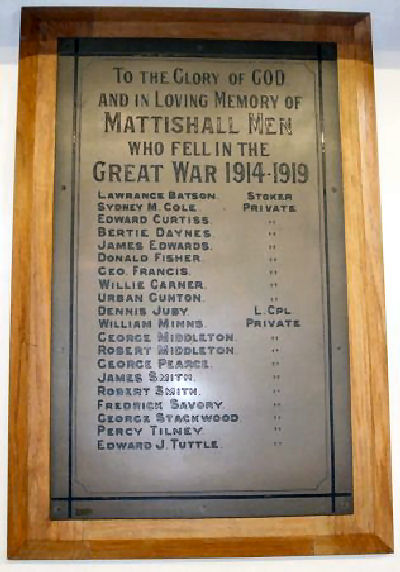 To the Glory of GOD
and in Loving Memory of
Mattishall Men
who fell in the
Great War 1914-1919
Lawrance Batson. Stoker
Sydney M. Cole. Private
Edward Curtiss. "
Bertie Daynes. "
James Edwards. "
Donald Fisher. "
Geo. Francis. "
Willie Garner. "
Urban Gunton. "
Dennis Juby. L. Cpl
William Minns. Private
George Middleton. "
Robert Middleton "
George Pearce. "
James Smith. "
Robert Smith. "
Fredrick Savory. "
George Stackwood. "
Percy Tilney. "
Edward J. Tuttle. "